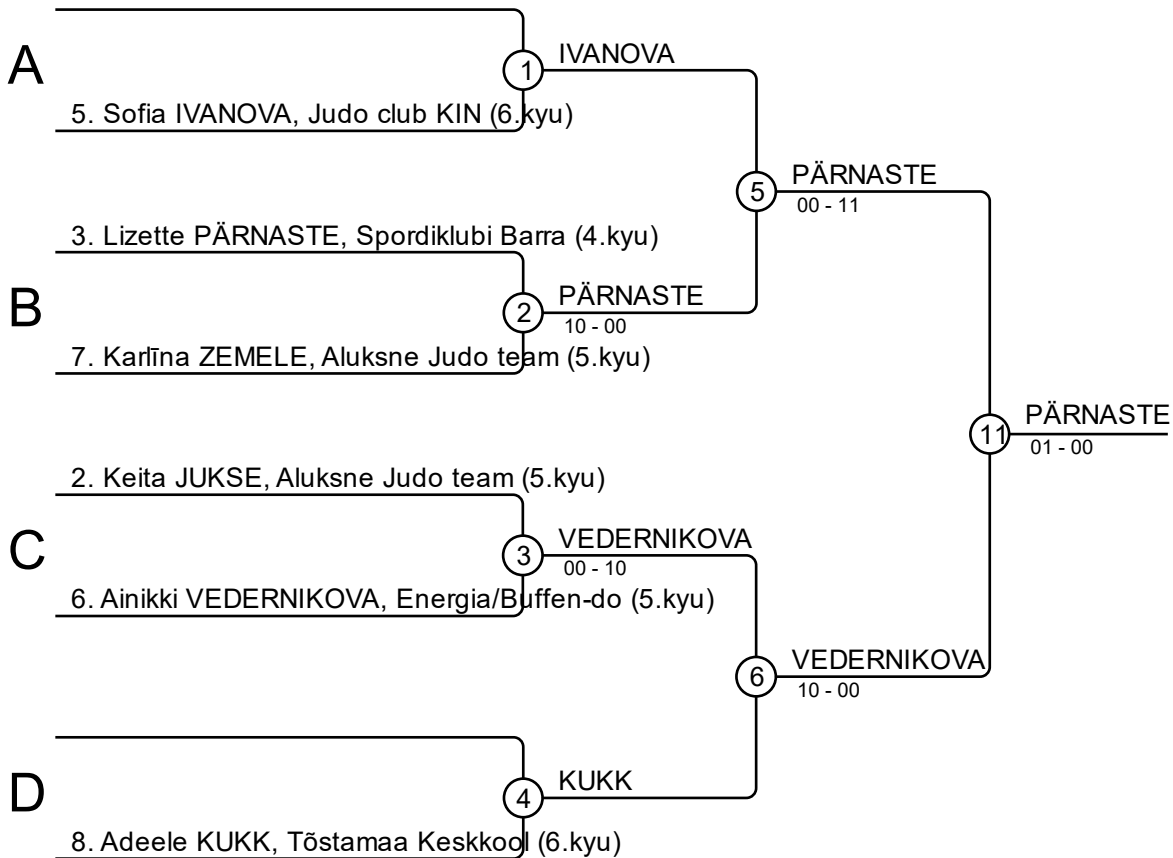 A
1
IVANOVA
5. Sofia IVANOVA, Judo club KIN (6.kyu)
5
PÄRNASTE
00 - 11
3. Lizette PÄRNASTE, Spordiklubi Barra (4.kyu)
B
2
PÄRNASTE
10 - 00
7. Karlīna ZEMELE, Aluksne Judo team (5.kyu)
11
PÄRNASTE
01 - 00
2. Keita JUKSE, Aluksne Judo team (5.kyu)
C
3
VEDERNIKOVA
00 - 10
6. Ainikki VEDERNIKOVA, Energia/Buffen-do (5.kyu)
6
VEDERNIKOVA
10 - 00
D
4
KUKK
8. Adeele KUKK, Tõstamaa Keskkool (6.kyu)